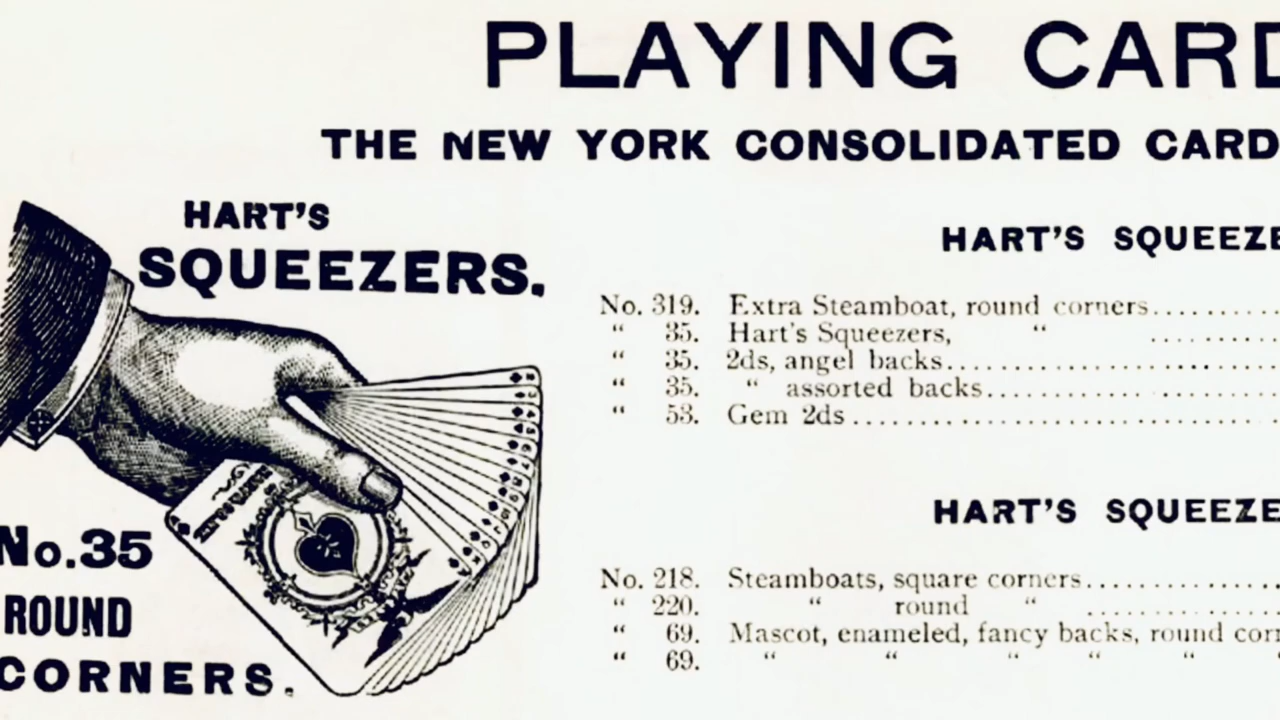 PLAYING CARD
THE NEW YORK CONSOLIDATED CARD
HART'S
SQUEEZERS.
No. 35
ROUND
CORNERS.
HART'S SQUEEZE
No. 319. Extra Steamboat, round corners..........
“ 35. Hart's Squeezers, “ ..........
“ 35. 2ds, angel backs..........
“ 35. “ assorted backs..........
“ 53. Gem 2ds..........
HART'S SQUEEZE
No. 218. Steamboats, square corners..........
“ 220. “ round “ ..........
“ 69. Mascot, enameled, fancy backs, round corn
“ 69. “ “ “ “ “ “